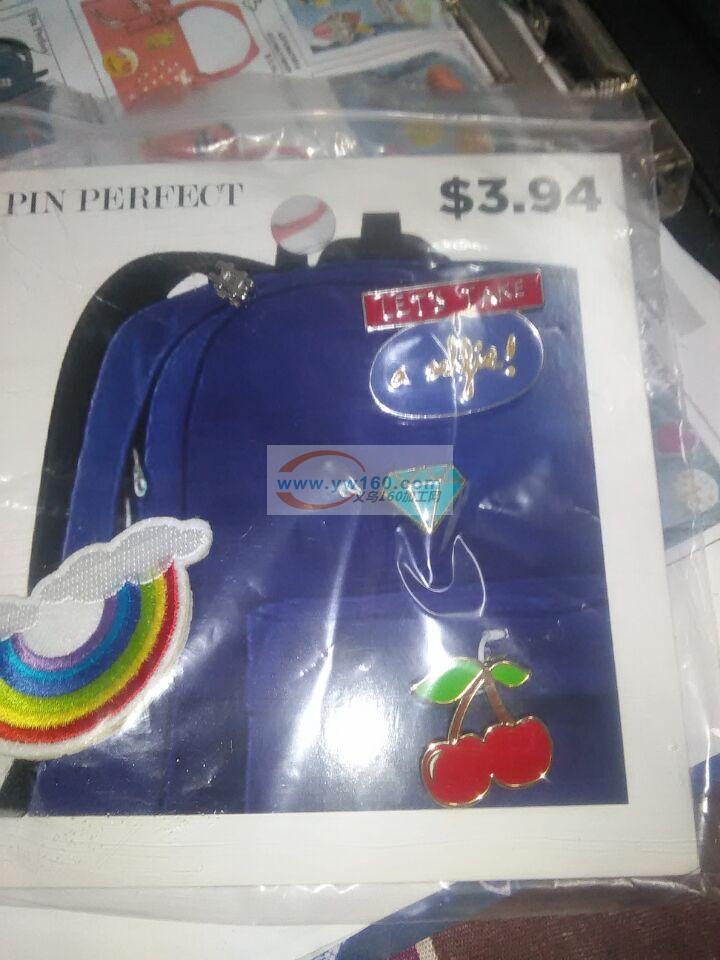 PIN PERFECT
$3.94
LET'S TAKE
a selfie!
www.yw160.com
义乌160加工网